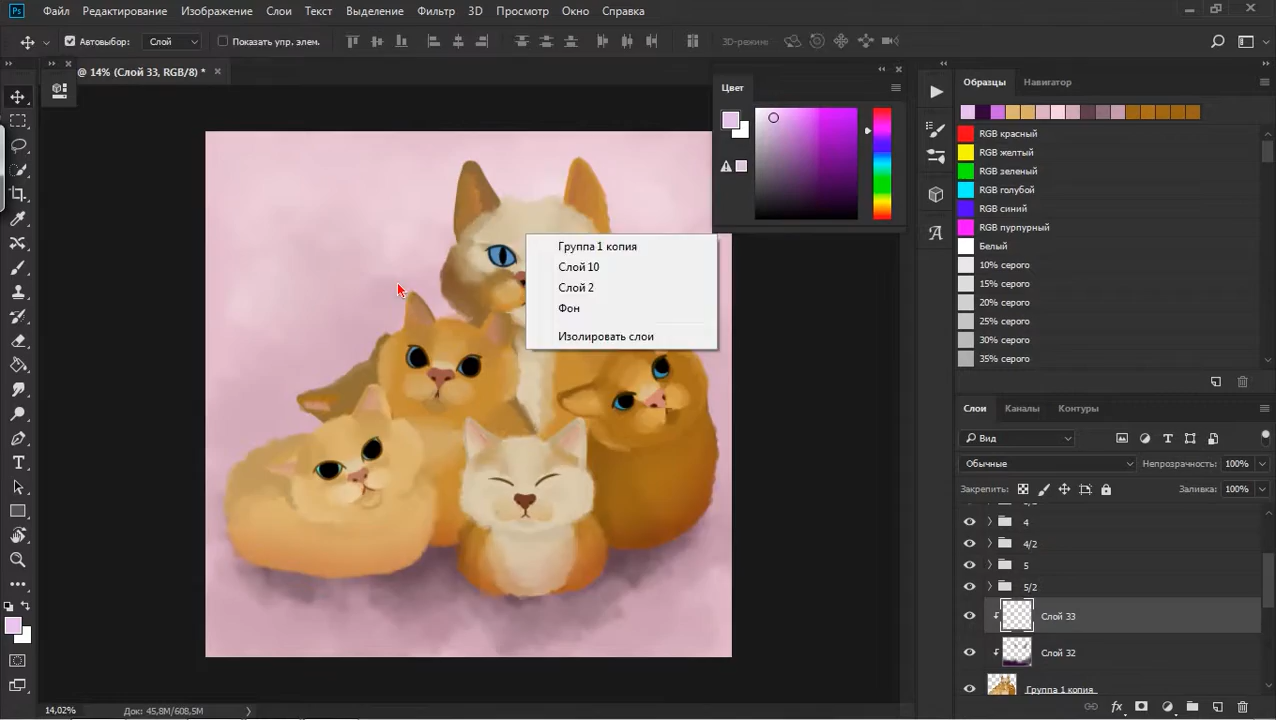 Ps Файл Редактирование Изображение Слои Текст Выделение Фильтр 3D Просмотр Окно Справка
Автовыбор: Слой Показать упр. элем. 3D-режим:
@ 14% (Слой 33, RGB/8) * ×
Цвет
Образцы Навигатор
RGB красный
RGB желтый
RGB зеленый
RGB голубой
RGB синий
RGB пурпурный
Белый
10% серого
15% серого
20% серого
25% серого
30% серого
35% серого
Группа 1 копия
Слой 10
Слой 2
Фон
Изолировать слои
Слои Каналы Контуры
Вид
Обычные Непрозрачность: 100%
Закрепить: Заливка: 100%
4
4/2
5
5/2
Слой 33
Слой 32
Группа 1 копия
14,02% Док: 45,8M/608,5M